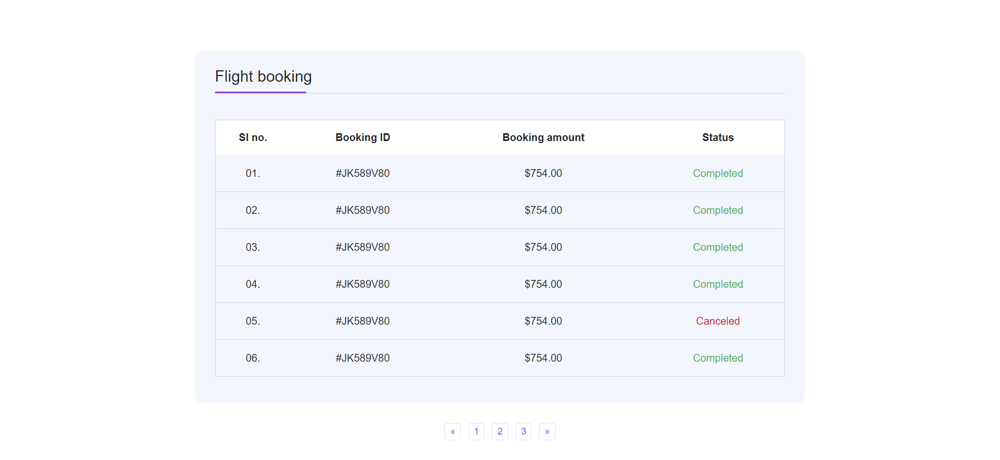 Flight booking
Sl no. Booking ID Booking amount Status
01. #JK589V80 $754.00 Completed
02. #JK589V80 $754.00 Completed
03. #JK589V80 $754.00 Completed
04. #JK589V80 $754.00 Completed
05. #JK589V80 $754.00 Canceled
06. #JK589V80 $754.00 Completed
« 1 2 3 »